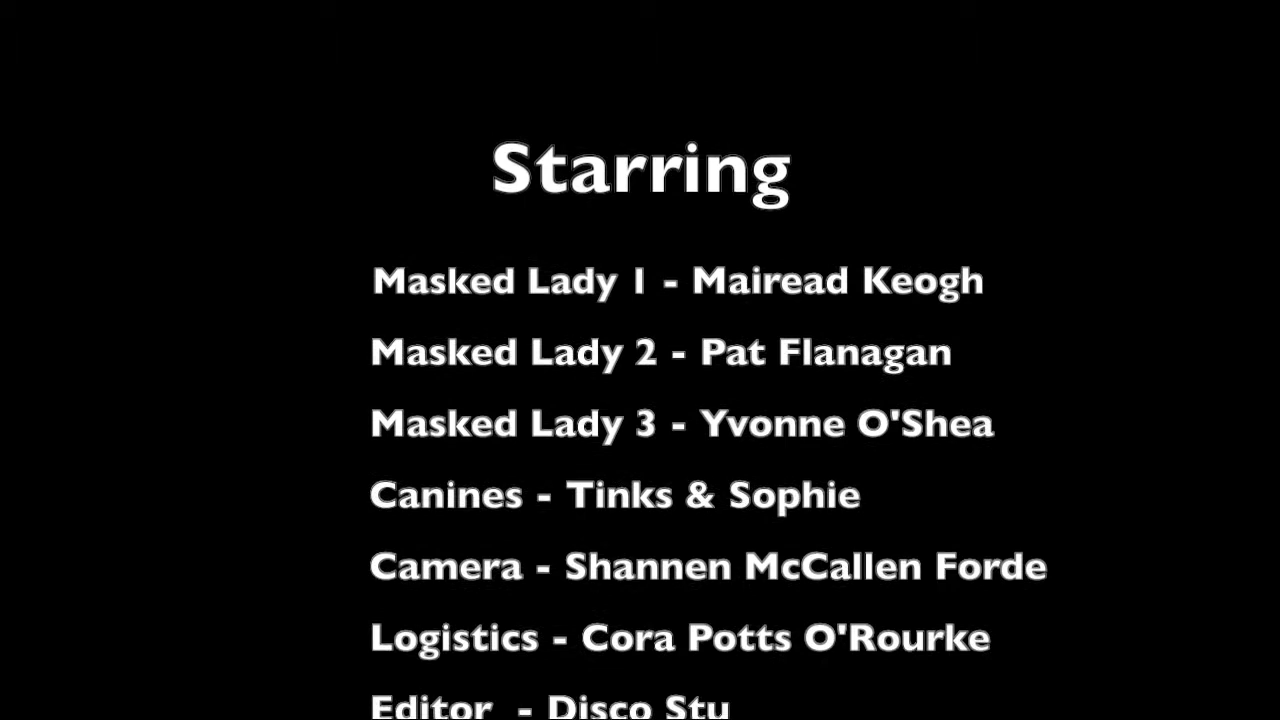 Starring
Masked Lady 1 - Mairead Keogh
Masked Lady 2 - Pat Flanagan
Masked Lady 3 - Yvonne O'Shea
Canines - Tinks & Sophie
Camera - Shannen McCallen Forde
Logistics - Cora Potts O'Rourke
Editor - Disco Stu